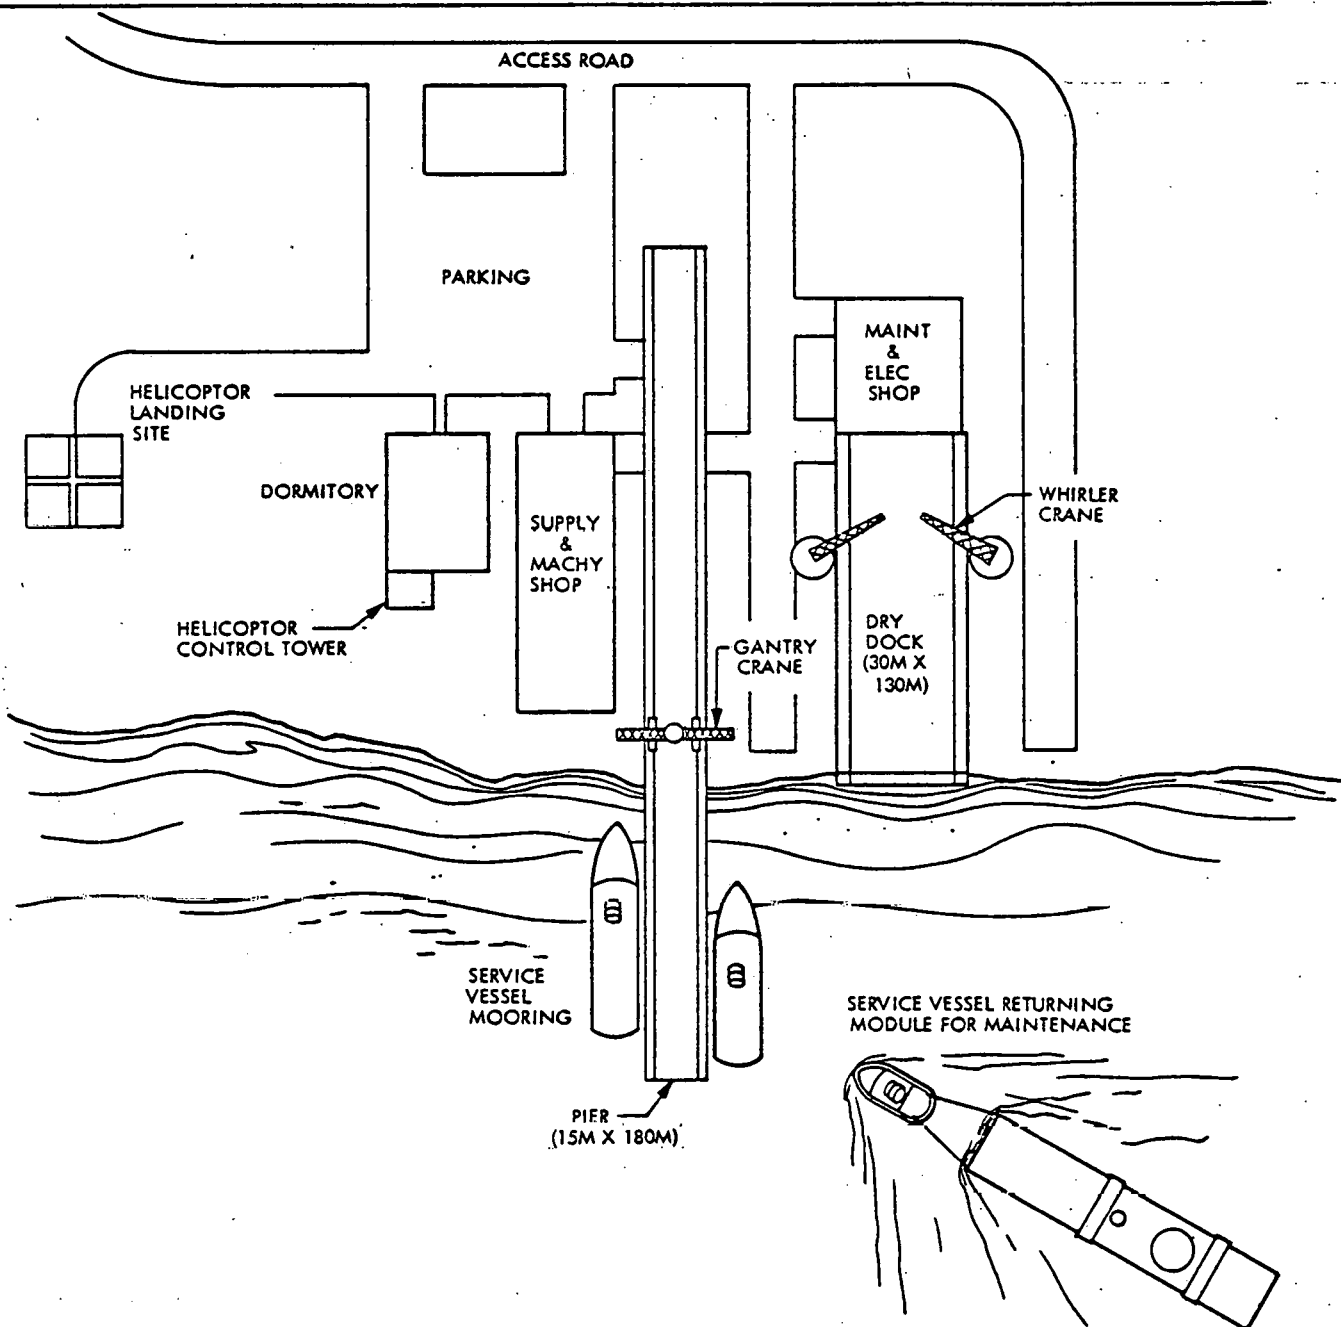 ACCESS ROAD
PARKING
MAINT
&
ELEC
SHOP
HELICOPTOR
LANDING
SITE
DORMITORY
SUPPLY
&
MACHY
SHOP
WHIRLER
CRANE
HELICOPTOR
CONTROL TOWER
GANTRY
CRANE
DRY
DOCK
(30M X
130M)
SERVICE
VESSEL
MOORING
SERVICE VESSEL RETURNING
MODULE FOR MAINTENANCE
PIER
(15M X 180M)